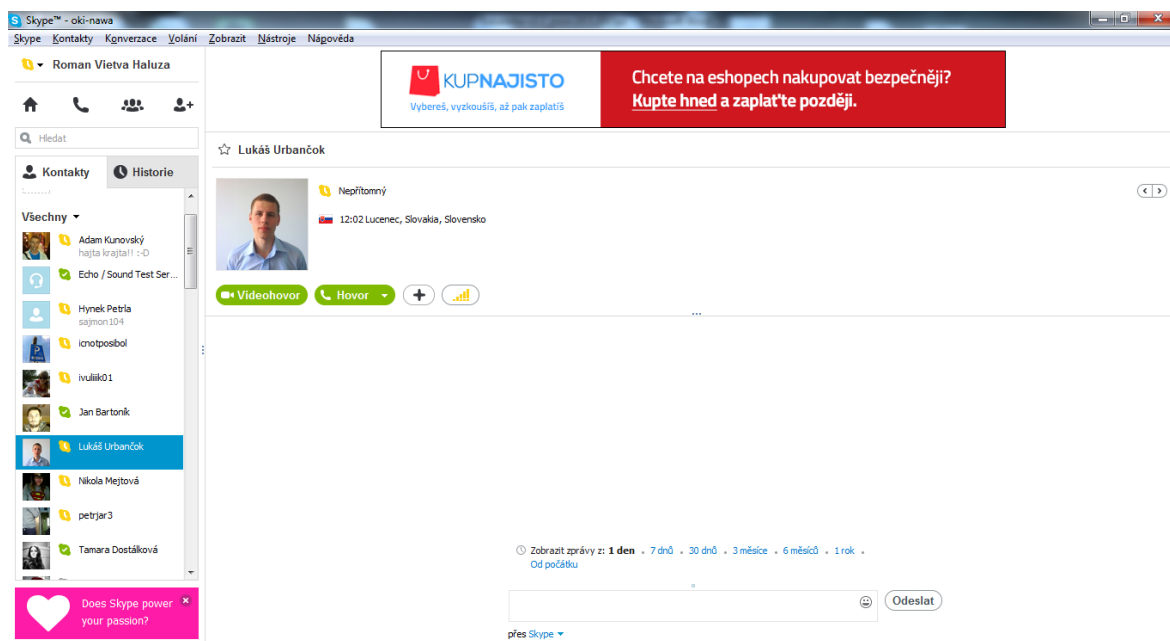 Skype™ - oki-nawa
Skype Kontakty Konverzace Volání Zobrazit Nástroje Nápověda
Roman Vietva Haluza
Hledat
Kontakty Historie
Všechny
Adam Kunovský
hajta krajta!! :-D
Echo / Sound Test Ser...
Hynek Petrla
sajmon104
icnotposibol
ivuliik01
Jan Bartoník
Lukáš Urbančok
Nikola Mejtová
petrjar3
Tamara Dostálková
Does Skype power
your passion?
KUPNAJISTO
Vybereš, vyzkoušíš, až pak zaplatíš
Chcete na eshopech nakupovat bezpečněji?
Kupte hned a zaplaťte později.
Lukáš Urbančok
Nepřítomný
12:02 Lucenec, Slovakia, Slovensko
Videohovor Hovor
Zobrazit zprávy z: 1 den 7 dnů 30 dnů 3 měsíce 6 měsíců 1 rok
Od počátku
Odeslat
přes Skype